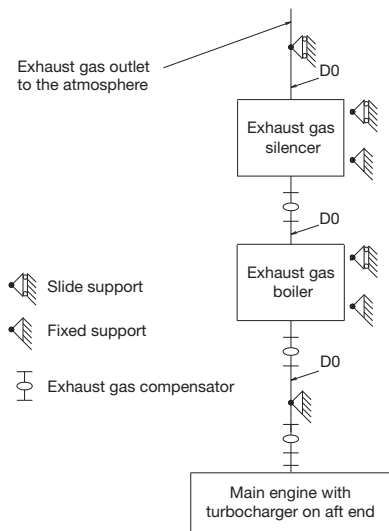 Exhaust gas outlet
to the atmosphere
D0
Exhaust gas
silencer
D0
Exhaust gas
boiler
Slide support
Fixed support
D0
Exhaust gas compensator
Main engine with
turbocharger on aft end